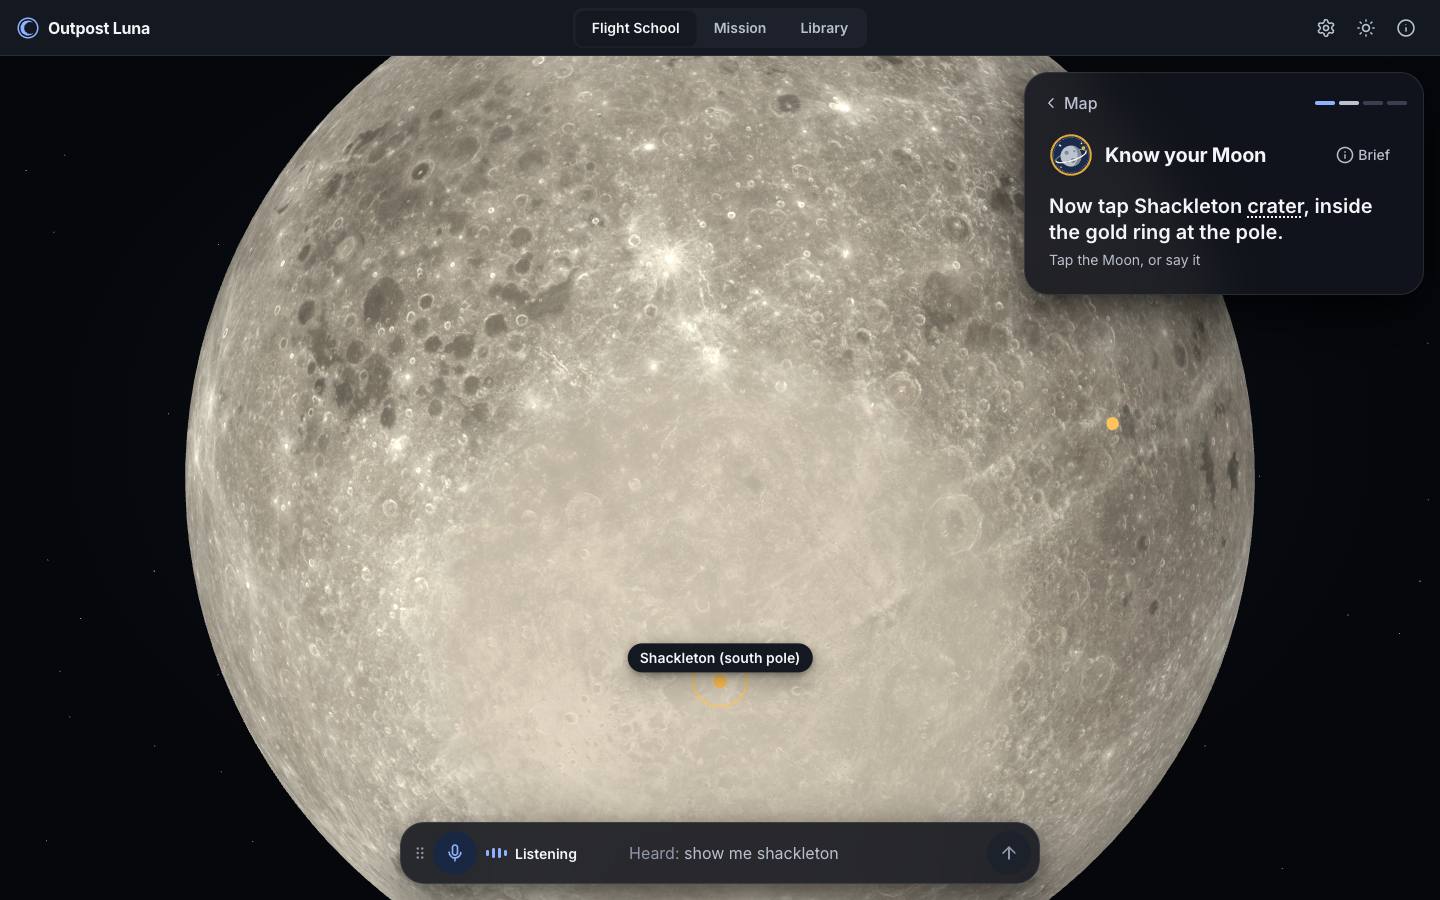 Outpost Luna
Flight School
Mission
Library
Map
Know your Moon
Brief
Now tap Shackleton crater, inside
the gold ring at the pole.
Tap the Moon, or say it
Shackleton (south pole)
Listening
Heard: show me shackleton